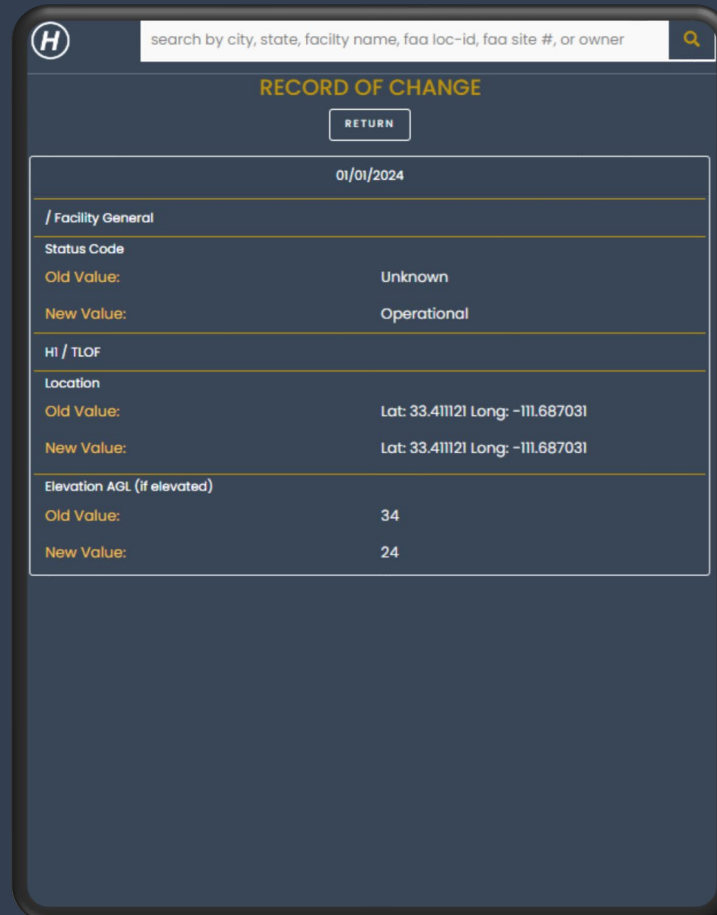 H
search by city, state, facilty name, faa loc-id, faa site #, or owner
RECORD OF CHANGE
RETURN
01/01/2024
/ Facility General
Status Code
Old Value: Unknown
New Value: Operational
H1 / TLOF
Location
Old Value: Lat: 33.411121 Long: -111.687031
New Value: Lat: 33.411121 Long: -111.687031
Elevation AGL (if elevated)
Old Value: 34
New Value: 24